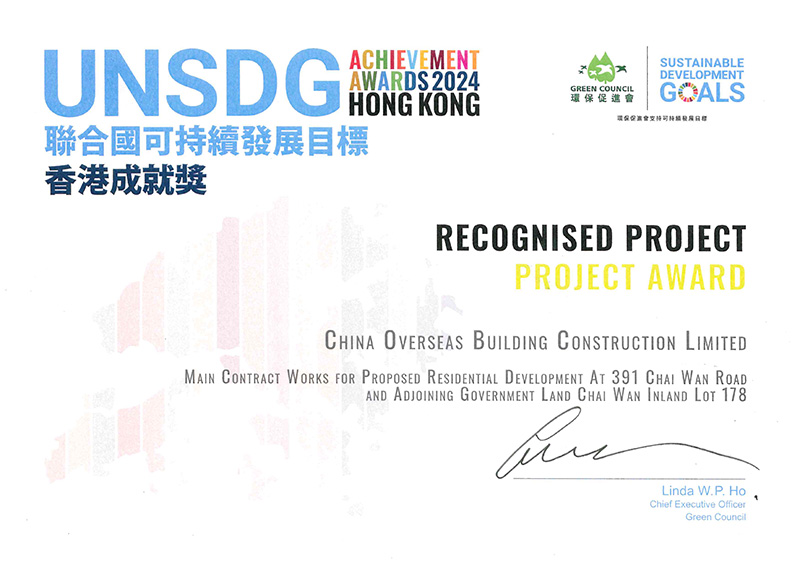 UNSDG
ACHIEVEMENT
AWARDS 2024
HONG KONG
聯合國可持續發展目標
香港成就獎
GREEN COUNCIL
環保促進會
SUSTAINABLE
DEVELOPMENT
GOALS
環保促進會支持可持續發展目標
RECOGNISED PROJECT
PROJECT AWARD
CHINA OVERSEAS BUILDING CONSTRUCTION LIMITED
MAIN CONTRACT WORKS FOR PROPOSED RESIDENTIAL DEVELOPMENT AT 391 CHAI WAN ROAD
AND ADJOINING GOVERNMENT LAND CHAI WAN INLAND LOT 178
Linda W.P. Ho
Chief Executive Officer
Green Council